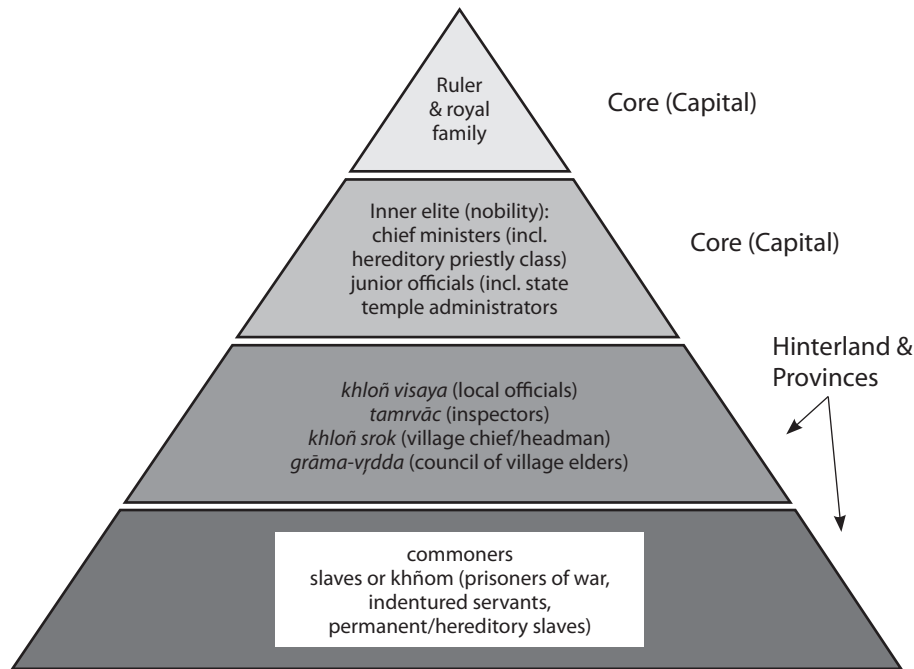 Ruler
& royal
family
Core (Capital)
Inner elite (nobility):
chief ministers (incl.
hereditory priestly class)
junior officials (incl. state
temple administrators
Core (Capital)
Hinterland &
Provinces
khloñ visaya (local officials)
tamrvāc (inspectors)
khloñ srok (village chief/headman)
grāma-vṛdda (council of village elders)
commoners
slaves or khñom (prisoners of war,
indentured servants,
permanent/hereditory slaves)